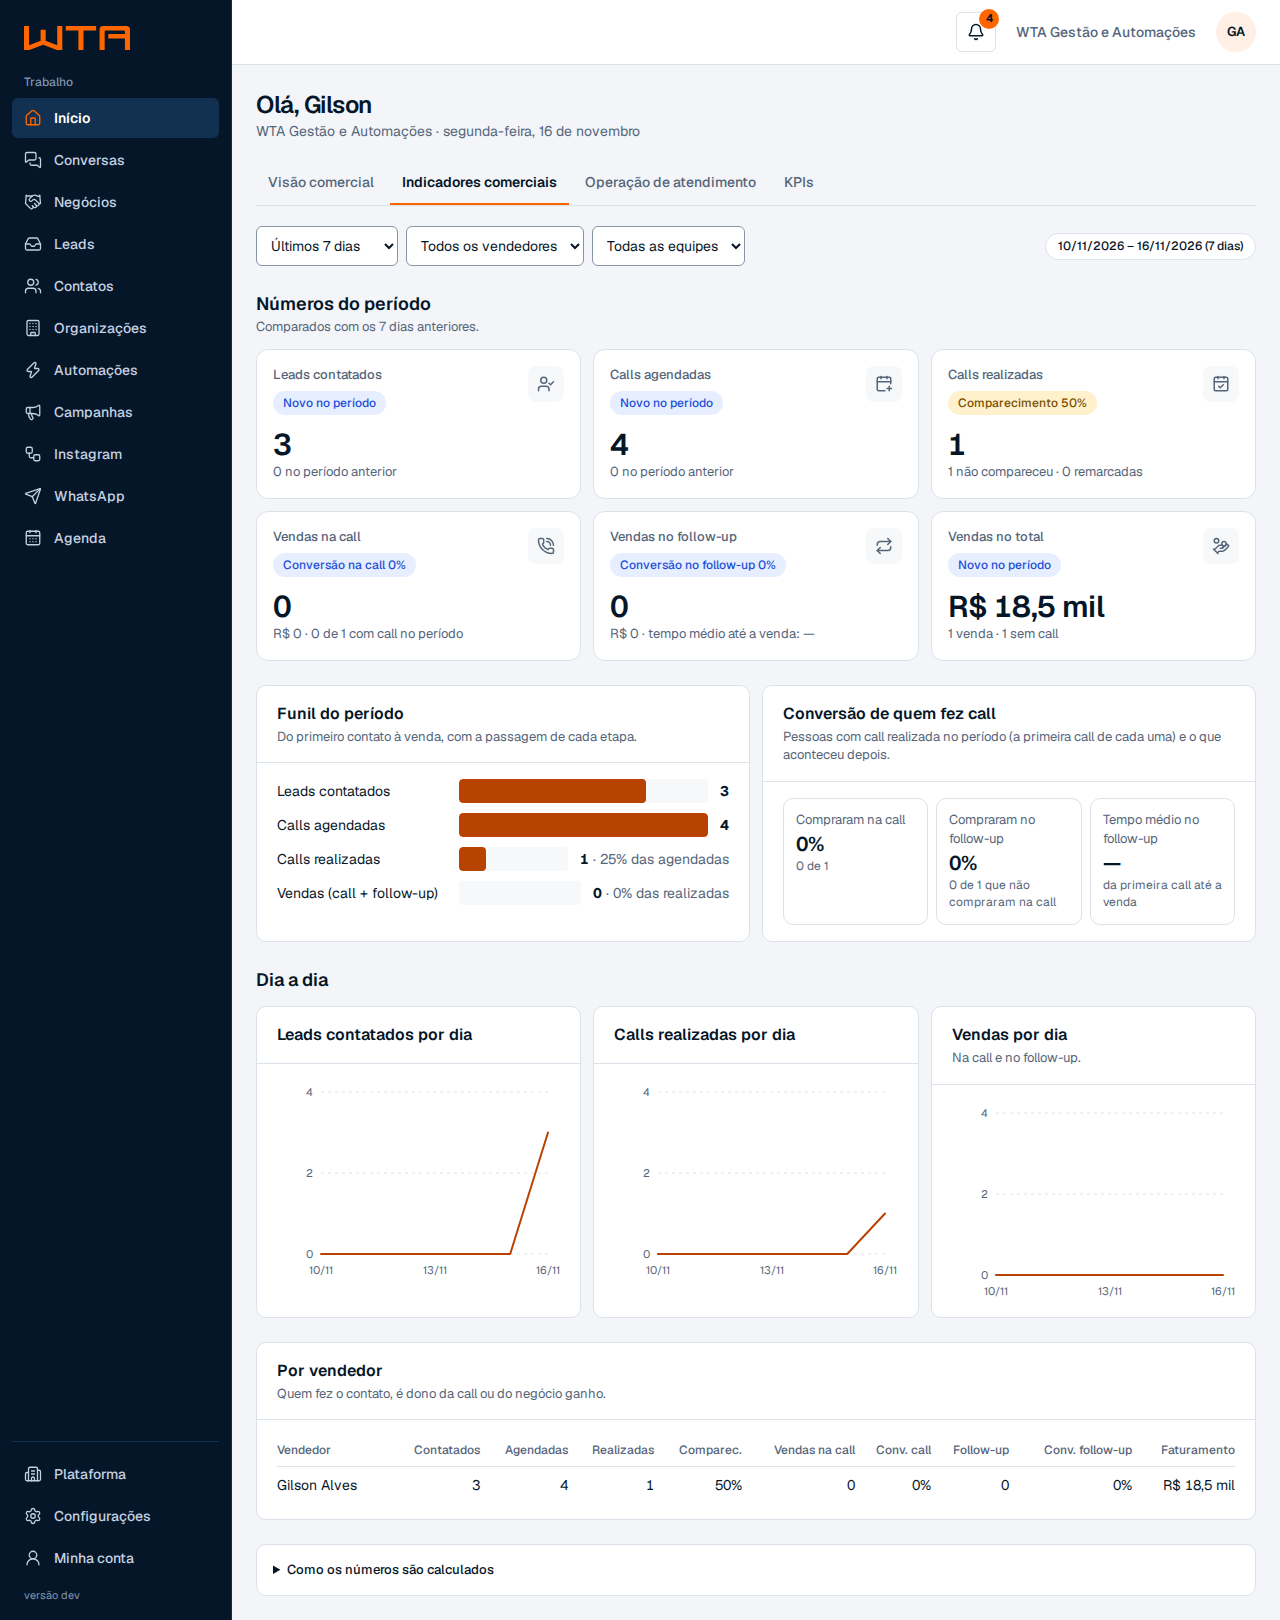 WTA
Trabalho
Início
Conversas
Negócios
Leads
Contatos
Organizações
Automações
Campanhas
Instagram
WhatsApp
Agenda
Plataforma
Configurações
Minha conta
versão dev
4
WTA Gestão e Automações
GA
Olá, Gilson
WTA Gestão e Automações · segunda-feira, 16 de novembro
Visão comercial
Indicadores comerciais
Operação de atendimento
KPIs
Últimos 7 dias
Todos os vendedores
Todas as equipes
10/11/2026 – 16/11/2026 (7 dias)
Números do período
Comparados com os 7 dias anteriores.
Leads contatados
Novo no período
3
0 no período anterior
Calls agendadas
Novo no período
4
0 no período anterior
Calls realizadas
Comparecimento 50%
1
1 não compareceu · 0 remarcadas
Vendas na call
Conversão na call 0%
0
R$ 0 · 0 de 1 com call no período
Vendas no follow-up
Conversão no follow-up 0%
0
R$ 0 · tempo médio até a venda: —
Vendas no total
Novo no período
R$ 18,5 mil
1 venda · 1 sem call
Funil do período
Do primeiro contato à venda, com a passagem de cada etapa.
Leads contatados 3
Calls agendadas 4
Calls realizadas 1 · 25% das agendadas
Vendas (call + follow-up) 0 · 0% das realizadas
Conversão de quem fez call
Pessoas com call realizada no período (a primeira call de cada uma) e o que
aconteceu depois.
Compraram na call
0%
0 de 1
Compraram no
follow-up
0%
0 de 1 que não
compraram na call
Tempo médio no
follow-up
—
da primeira call até a
venda
Dia a dia
Leads contatados por dia
4
2
0
10/11 13/11 16/11
Calls realizadas por dia
4
2
0
10/11 13/11 16/11
Vendas por dia
Na call e no follow-up.
4
2
0
10/11 13/11 16/11
Por vendedor
Quem fez o contato, é dono da call ou do negócio ganho.
Vendedor Contatados Agendadas Realizadas Comparec. Vendas na call Conv. call Follow-up Conv. follow-up Faturamento
Gilson Alves 3 4 1 50% 0 0% 0 0% R$ 18,5 mil
Como os números são calculados